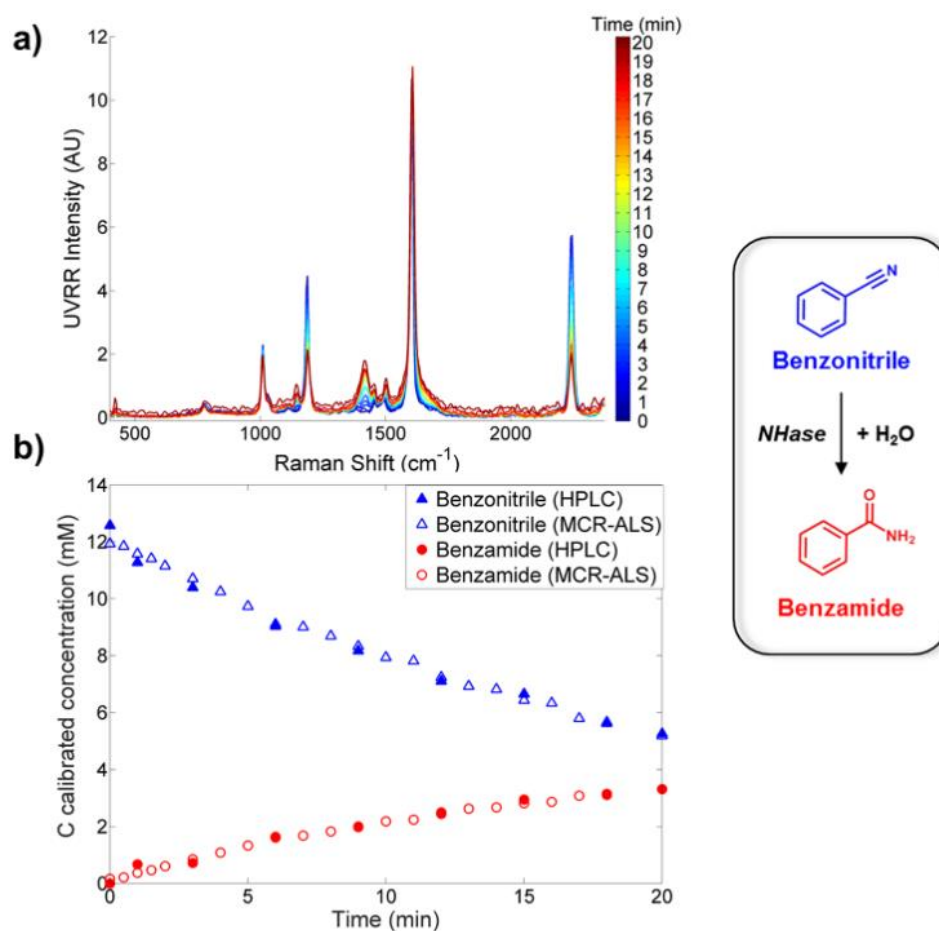 a)
Time (min)
12
10
8
6
4
2
0
UVRR Intensity (AU)
500
1000
1500
2000
Raman Shift (cm⁻¹)
20
19
18
17
16
15
14
13
12
11
10
9
8
7
6
5
4
3
2
1
0
b)
14
12
10
8
6
4
2
0
C calibrated concentration (mM)
Benzonitrile (HPLC)
Benzonitrile (MCR-ALS)
Benzamide (HPLC)
Benzamide (MCR-ALS)
0
5
10
15
20
Time (min)
N
Benzonitrile
NHase + H₂O
O
NH₂
Benzamide